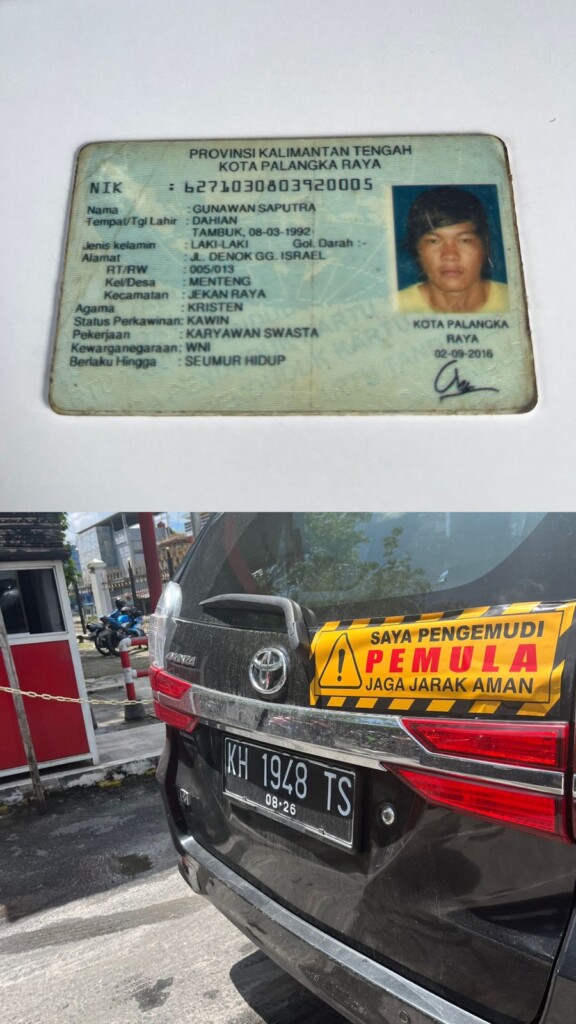 PROVINSI KALIMANTAN TENGAH
KOTA PALANGKA RAYA
NIK : 6271030803920005
Nama : GUNAWAN SAPUTRA
Tempat/Tgl Lahir : DAHIAN
TAMBUK, 08-03-1992
Jenis kelamin : LAKI-LAKI Gol. Darah :-
Alamat : JL. DENOK GG. ISRAEL
RT/RW : 005/013
Kel/Desa : MENTENG
Kecamatan : JEKAN RAYA
Agama : KRISTEN
Status Perkawinan: KAWIN
Pekerjaan : KARYAWAN SWASTA
Kewarganegaraan: WNI
Berlaku Hingga : SEUMUR HIDUP
KOTA PALANGKA
RAYA
02-09-2016
SAYA PENGEMUDI
PEMULA
JAGA JARAK AMAN
AVANZA
KH 1948 TS
08·26